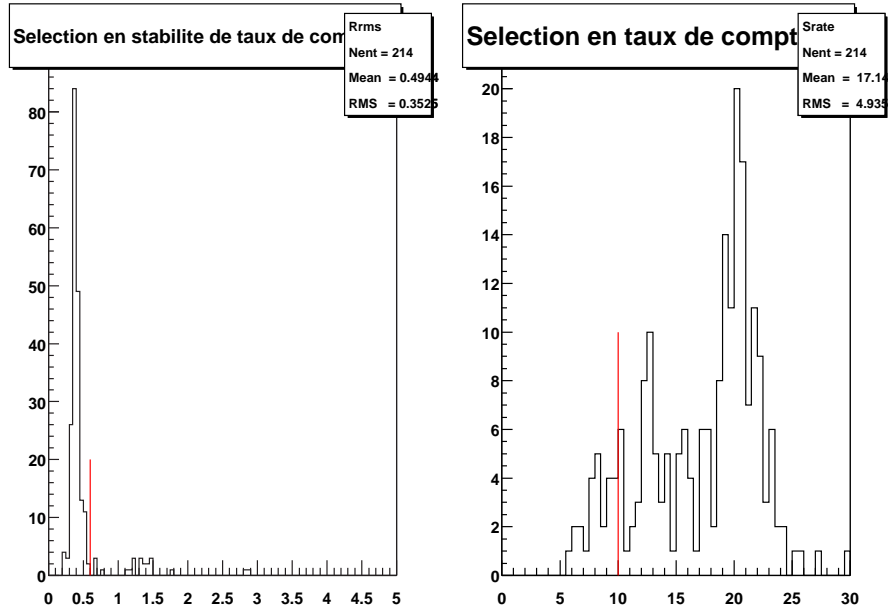 Selection en stabilite de taux de com
Rrms
Nent = 214
Mean = 0.4944
RMS = 0.3525
0
10
20
30
40
50
60
70
80
0 0.5 1 1.5 2 2.5 3 3.5 4 4.5 5
Selection en taux de compt
Srate
Nent = 214
Mean = 17.14
RMS = 4.935
0
2
4
6
8
10
12
14
16
18
20
0 5 10 15 20 25 30